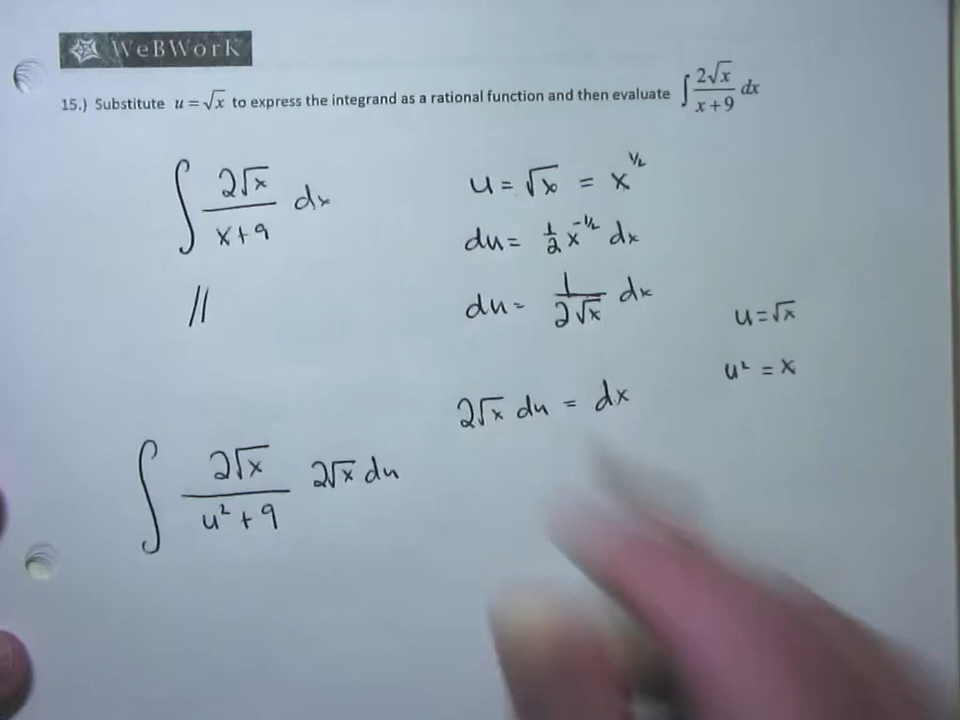 WeBWorK
15.) Substitute u = √x to express the integrand as a rational function and then evaluate ∫ 2√x / (x + 9) dx
∫ 2√x / (x + 9) dx
u = √x = x^(1/2)
du = 1/2 x^(-1/2) dx
//
du = 1 / (2√x) dx
u = √x
u² = x
2√x du = dx
∫ 2√x / (u² + 9) 2√x du